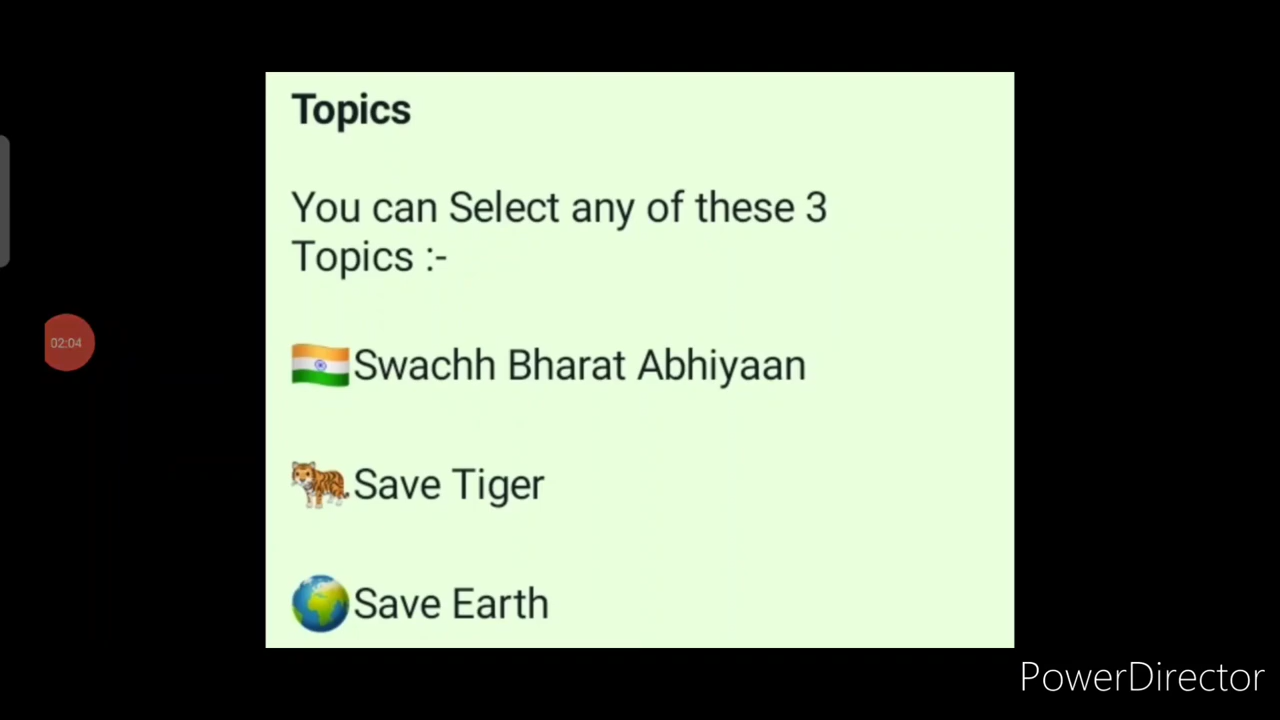 Topics
You can Select any of these 3
Topics :-
🇮🇳Swachh Bharat Abhiyaan
🐅Save Tiger
🌍Save Earth
02:04
PowerDirector